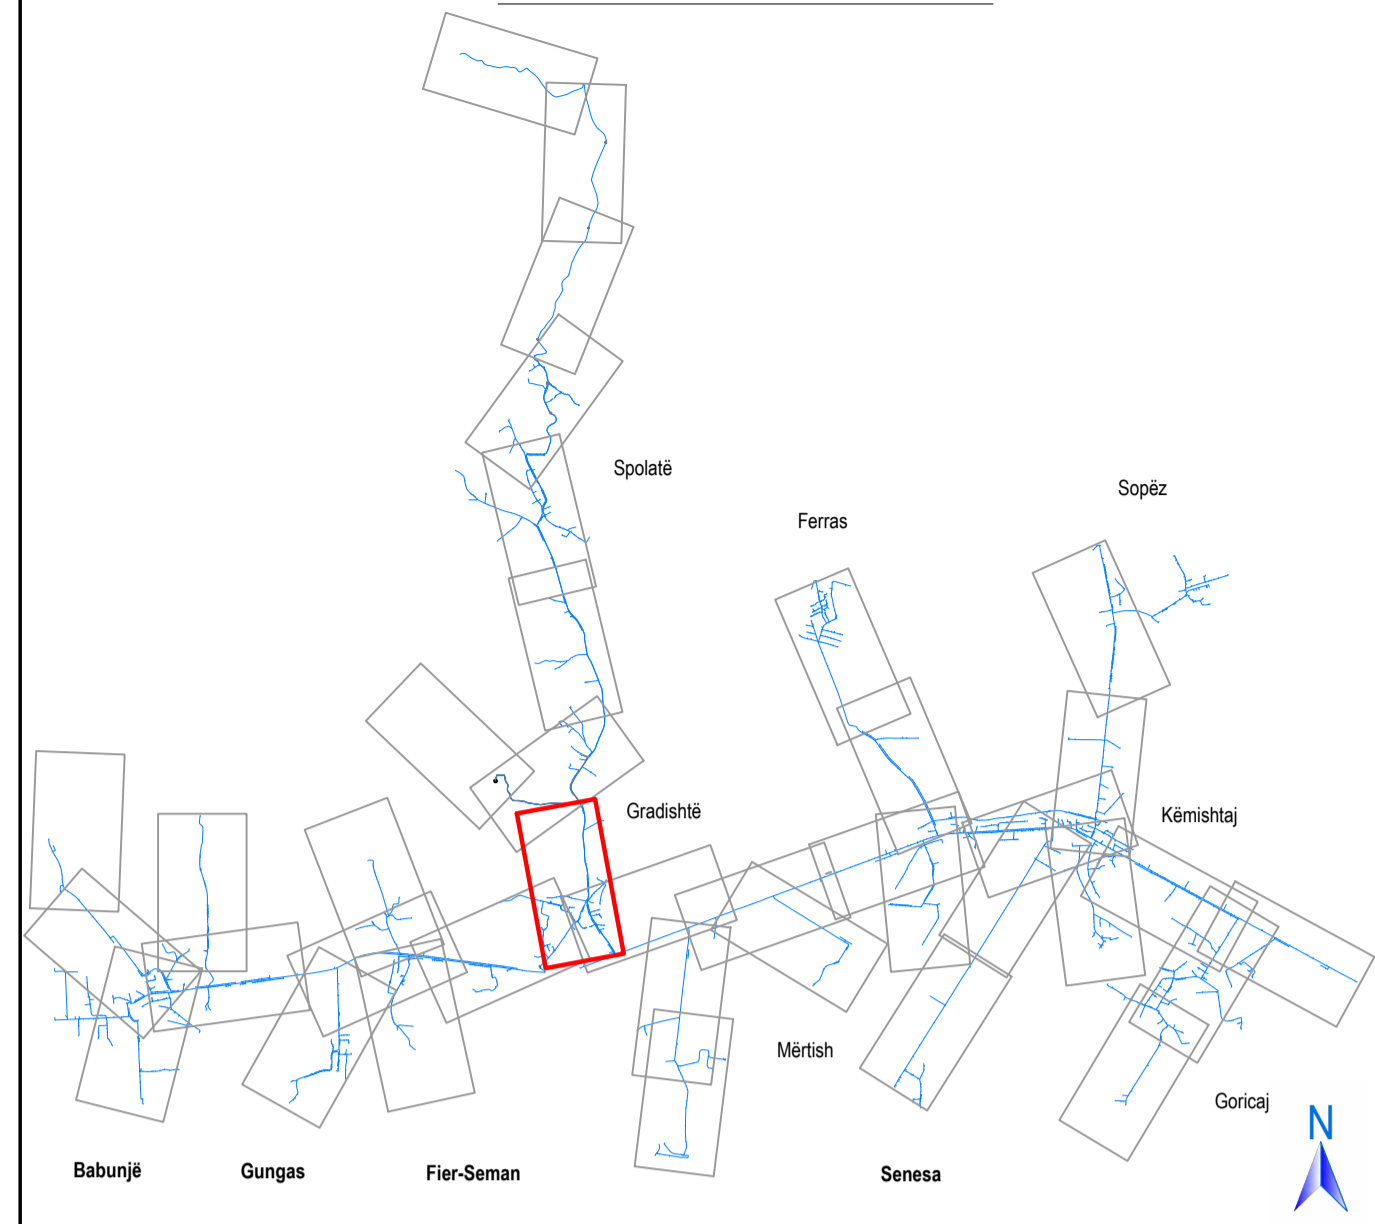 Spolatë
Sopëz
Ferras
Gradishtë
Këmishtaj
Mërtish
Goricaj
N
Babunjë
Gungas
Fier-Seman
Senesa